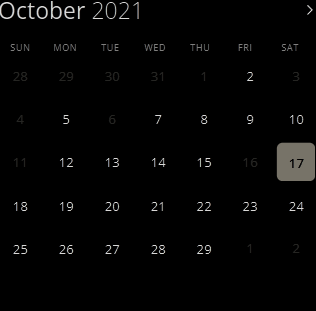 October 2021
SUN MON TUE WED THU FRI SAT
28 29 30 31 1 2 3
4 5 6 7 8 9 10
11 12 13 14 15 16 17
18 19 20 21 22 23 24
25 26 27 28 29 1 2